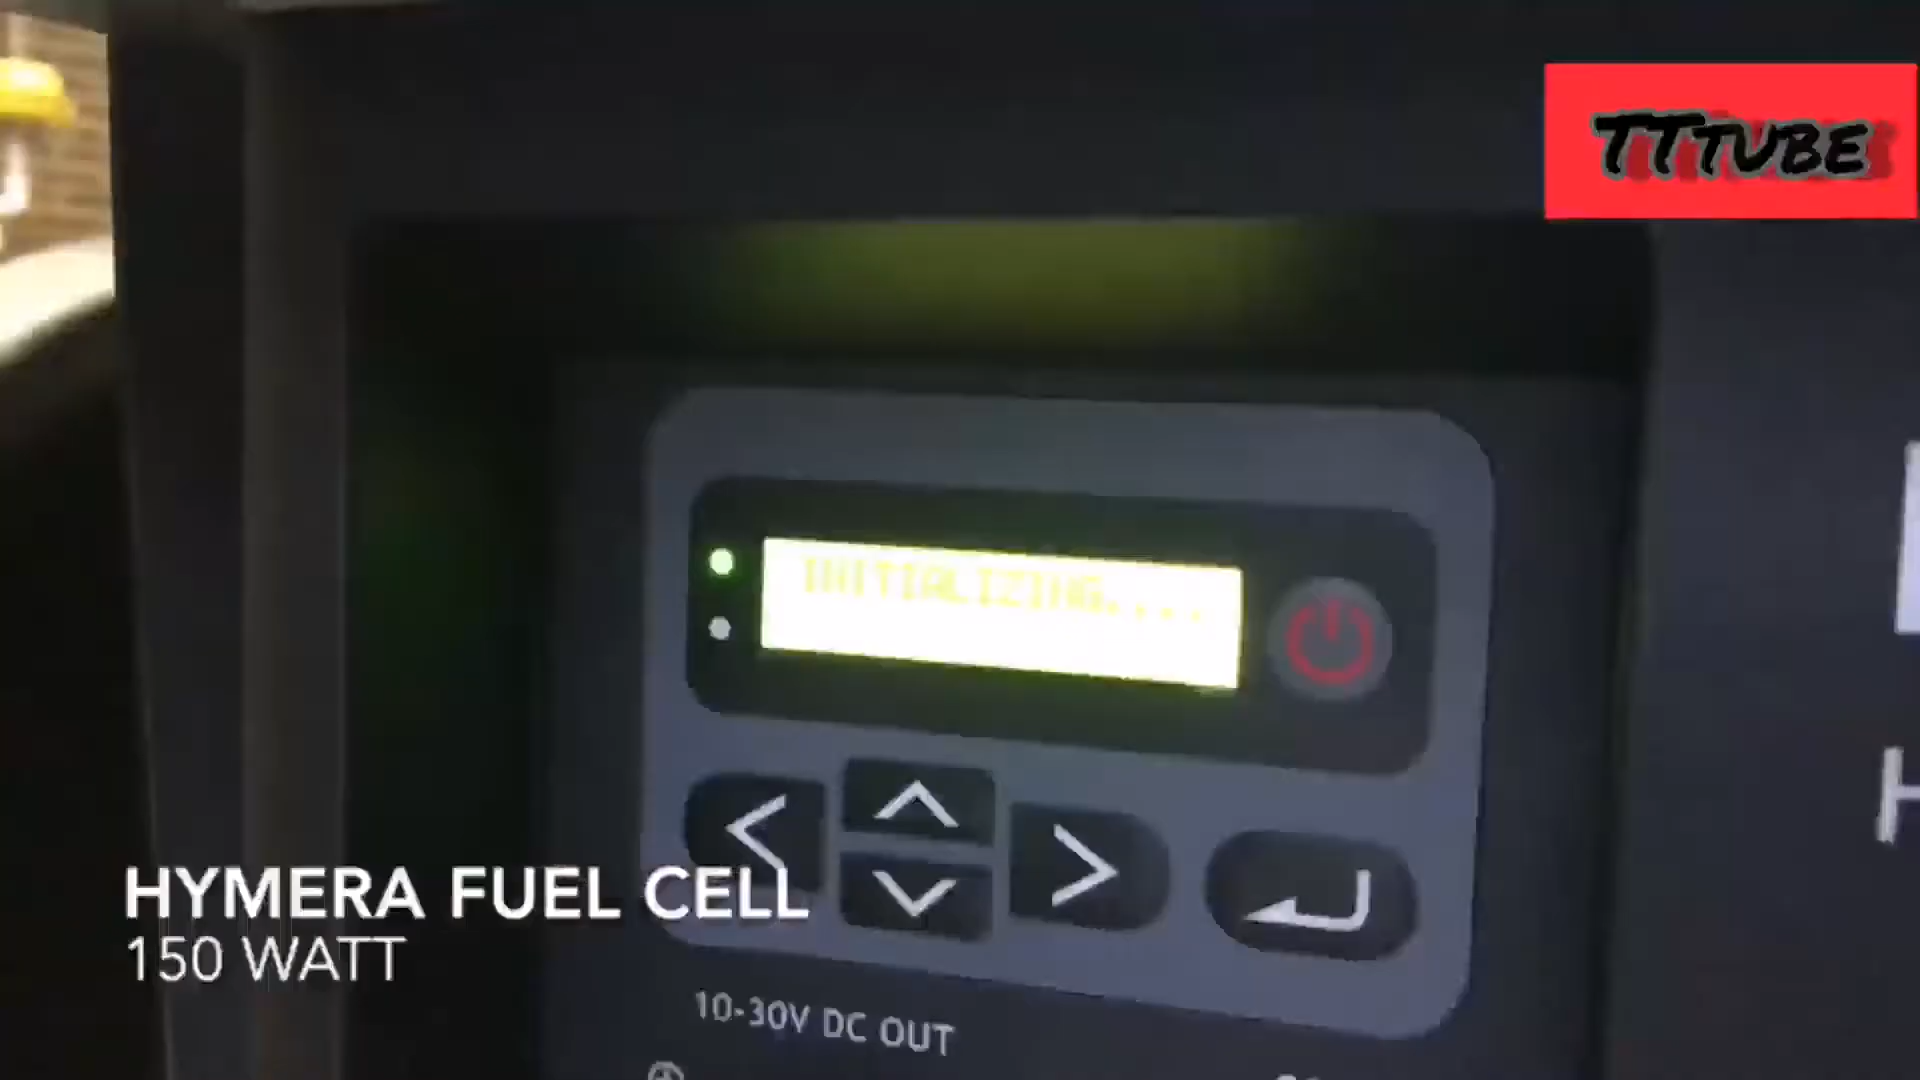 TTTUBE
INITIALIZING....
HYMERA FUEL CELL
150 WATT
10-30V DC OUT